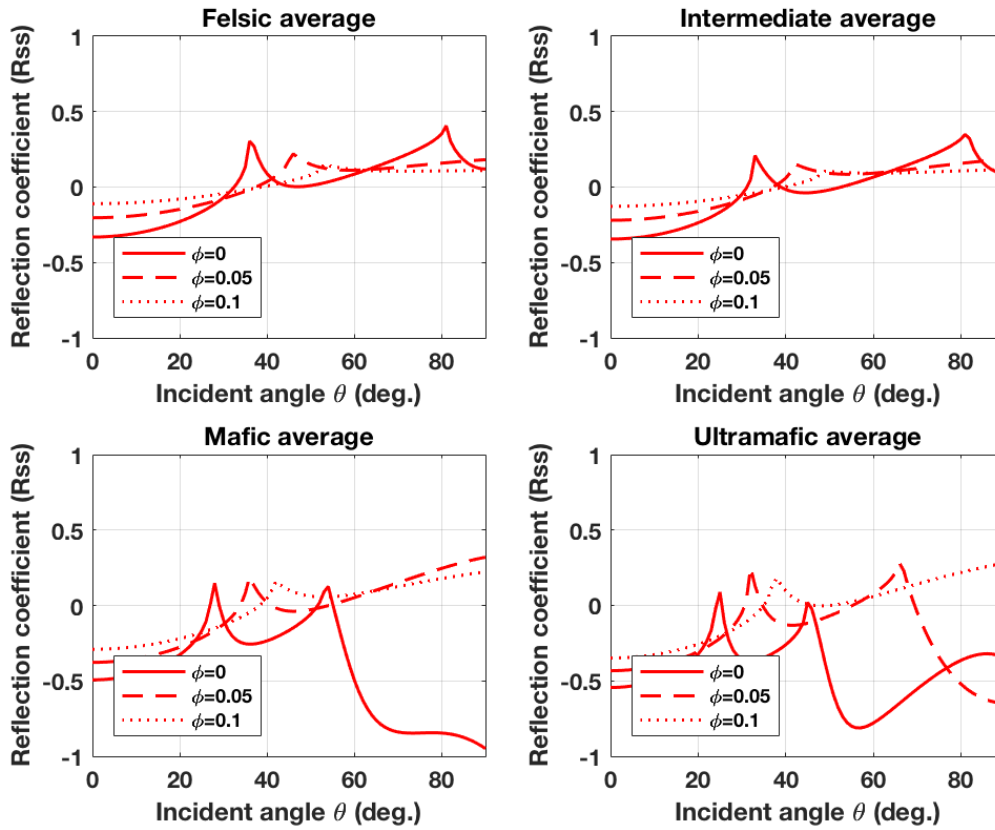 Felsic average
Reflection coefficient (Rss)
1
0.5
0
-0.5
-1
ϕ=0
ϕ=0.05
ϕ=0.1
0 20 40 60 80
Incident angle θ (deg.)
Intermediate average
Reflection coefficient (Rss)
1
0.5
0
-0.5
-1
ϕ=0
ϕ=0.05
ϕ=0.1
0 20 40 60 80
Incident angle θ (deg.)
Mafic average
Reflection coefficient (Rss)
1
0.5
0
-0.5
-1
ϕ=0
ϕ=0.05
ϕ=0.1
0 20 40 60 80
Incident angle θ (deg.)
Ultramafic average
Reflection coefficient (Rss)
1
0.5
0
-0.5
-1
ϕ=0
ϕ=0.05
ϕ=0.1
0 20 40 60 80
Incident angle θ (deg.)